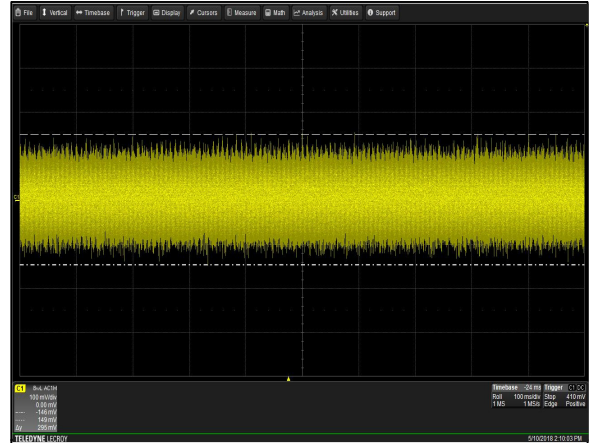 File Vertical Timebase Trigger Display Cursors Measure Math Analysis Utilities Support
C1
C1 BwL AC1M
100 mV/div
0.00 mV
-146 mV
149 mV
Δy 295 mV
Timebase -24 ms
Roll 100 ms/div
1 MS 1 MS/s
Trigger C1 DC
Stop 410 mV
Edge Positive
TELEDYNE LECROY
5/10/2018 2:10:03 PM